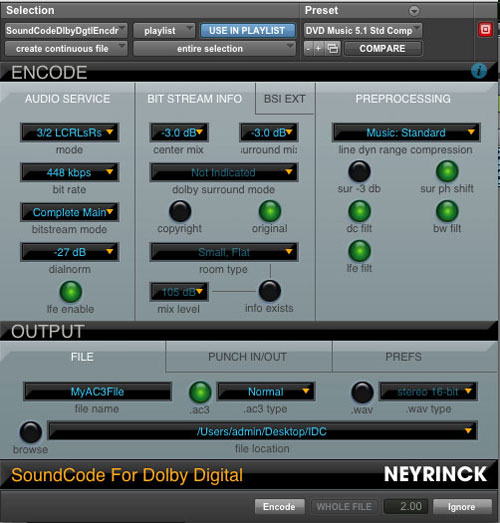 Selection Preset
SoundCodeDlbyDgtlEncdr playlist USE IN PLAYLIST DVD Music 5.1 Std Comp
create continuous file entire selection - + COMPARE
ENCODE i
AUDIO SERVICE BIT STREAM INFO BSI EXT PREPROCESSING
3/2 LCRLsRs -3.0 dB -3.0 dB Music: Standard
mode center mix surround mix line dyn range compression
448 kbps Not Indicated
bit rate dolby surround mode sur -3 db sur ph shift
Complete Main
bitstream mode copyright original dc filt bw filt
-27 dB Small, Flat
dialnorm room type lfe filt
105 dB
lfe enable mix level info exists
OUTPUT
FILE PUNCH IN/OUT PREFS
MyAC3File Normal stereo 16-bit
file name .ac3 .ac3 type .wav .wav type
/Users/admin/Desktop/IDC
browse file location
SoundCode For Dolby Digital NEYRINCK
Encode WHOLE FILE 2.00 Ignore